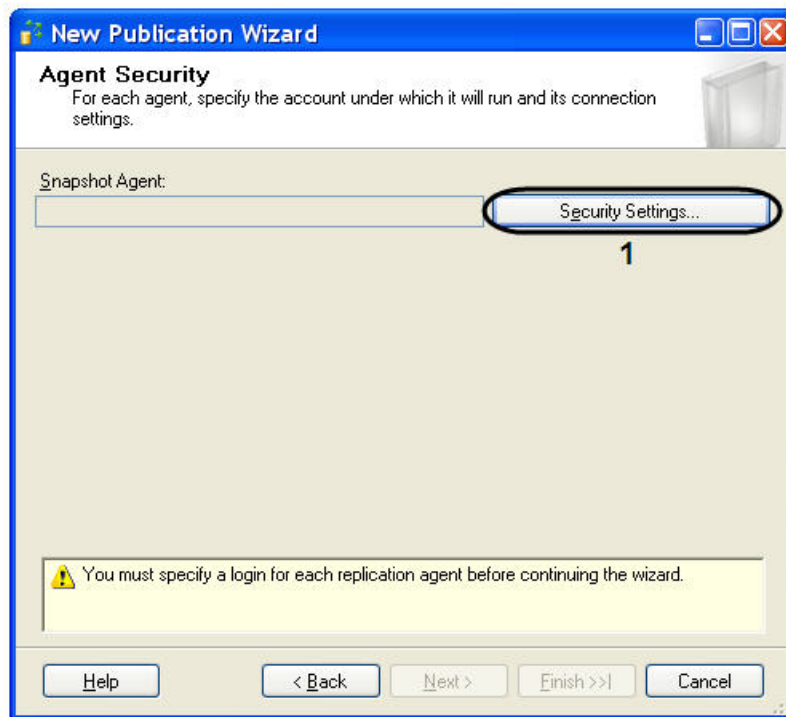 New Publication Wizard
Agent Security
For each agent, specify the account under which it will run and its connection
settings.
Snapshot Agent:
Security Settings...
1
You must specify a login for each replication agent before continuing the wizard.
Help
< Back
Next >
Finish >>|
Cancel